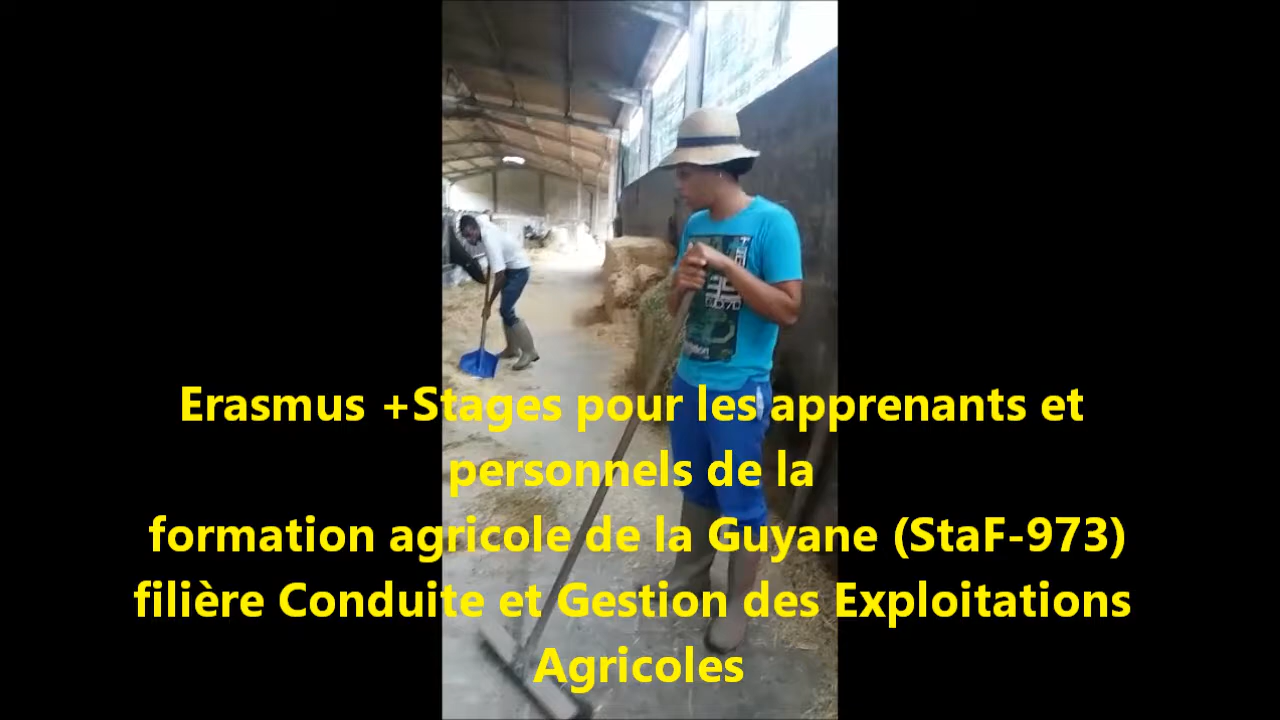 Erasmus +Stages pour les apprenants et
personnels de la
formation agricole de la Guyane (StaF-973)
filière Conduite et Gestion des Exploitations
Agricoles